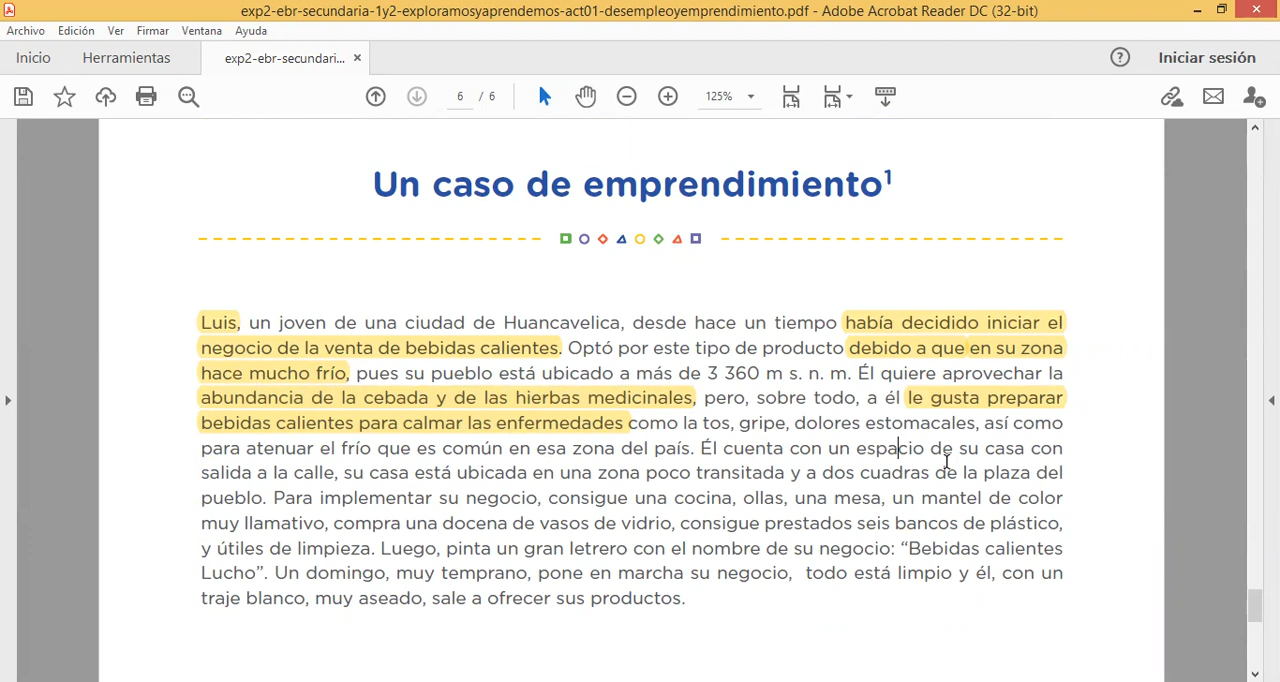 exp2-ebr-secundaria-1y2-exploramosyaprendemos-act01-desempleoyemprendimiento.pdf - Adobe Acrobat Reader DC (32-bit)
Archivo Edición Ver Firmar Ventana Ayuda
Inicio Herramientas exp2-ebr-secundari... × Iniciar sesión
6 / 6 125%
Un caso de emprendimiento¹
Luis, un joven de una ciudad de Huancavelica, desde hace un tiempo había decidido iniciar el
negocio de la venta de bebidas calientes. Optó por este tipo de producto debido a que en su zona
hace mucho frío, pues su pueblo está ubicado a más de 3 360 m s. n. m. Él quiere aprovechar la
abundancia de la cebada y de las hierbas medicinales, pero, sobre todo, a él le gusta preparar
bebidas calientes para calmar las enfermedades como la tos, gripe, dolores estomacales, así como
para atenuar el frío que es común en esa zona del país. Él cuenta con un espacio de su casa con
salida a la calle, su casa está ubicada en una zona poco transitada y a dos cuadras de la plaza del
pueblo. Para implementar su negocio, consigue una cocina, ollas, una mesa, un mantel de color
muy llamativo, compra una docena de vasos de vidrio, consigue prestados seis bancos de plástico,
y útiles de limpieza. Luego, pinta un gran letrero con el nombre de su negocio: “Bebidas calientes
Lucho”. Un domingo, muy temprano, pone en marcha su negocio, todo está limpio y él, con un
traje blanco, muy aseado, sale a ofrecer sus productos.